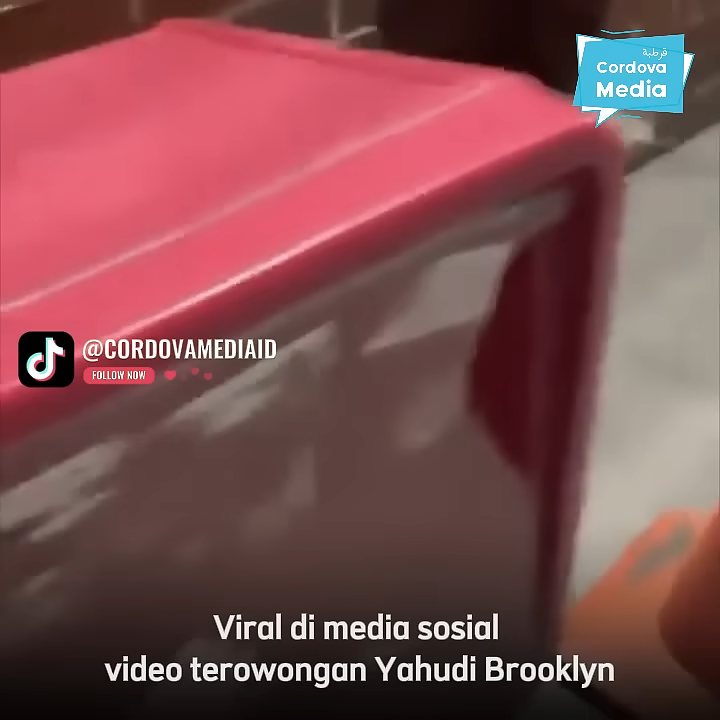 قرطبة
Cordova
Media
@CORDOVAMEDIAID
FOLLOW NOW
Viral di media sosial
video terowongan Yahudi Brooklyn